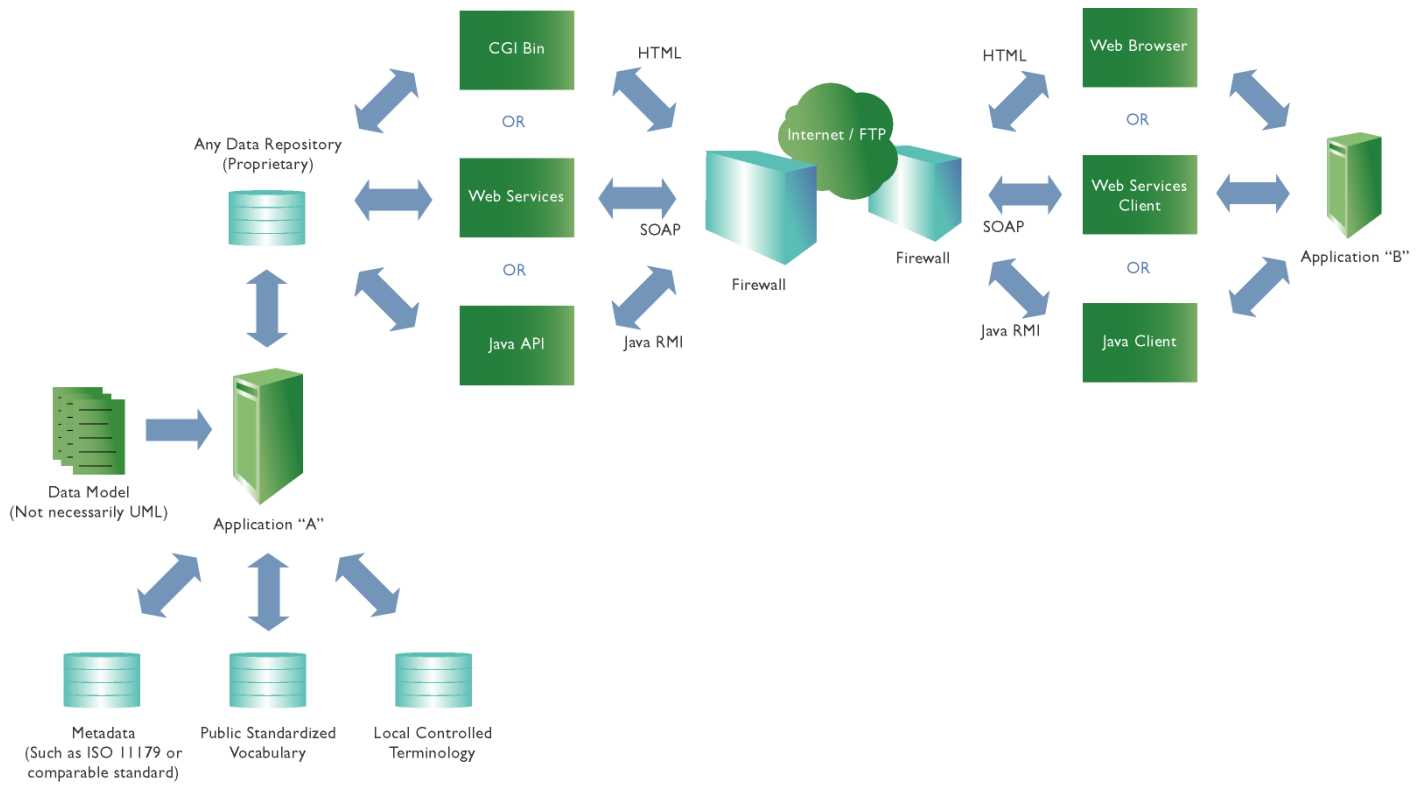 CGI Bin
HTML
HTML
Web Browser
OR
OR
Internet / FTP
Any Data Repository
(Proprietary)
Web Services
SOAP
Web Services
Client
SOAP
Firewall
Firewall
Application “B”
OR
OR
Java API
Java RMI
Java RMI
Java Client
Data Model
(Not necessarily UML)
Application “A”
Metadata
(Such as ISO 11179 or
comparable standard)
Public Standardized
Vocabulary
Local Controlled
Terminology